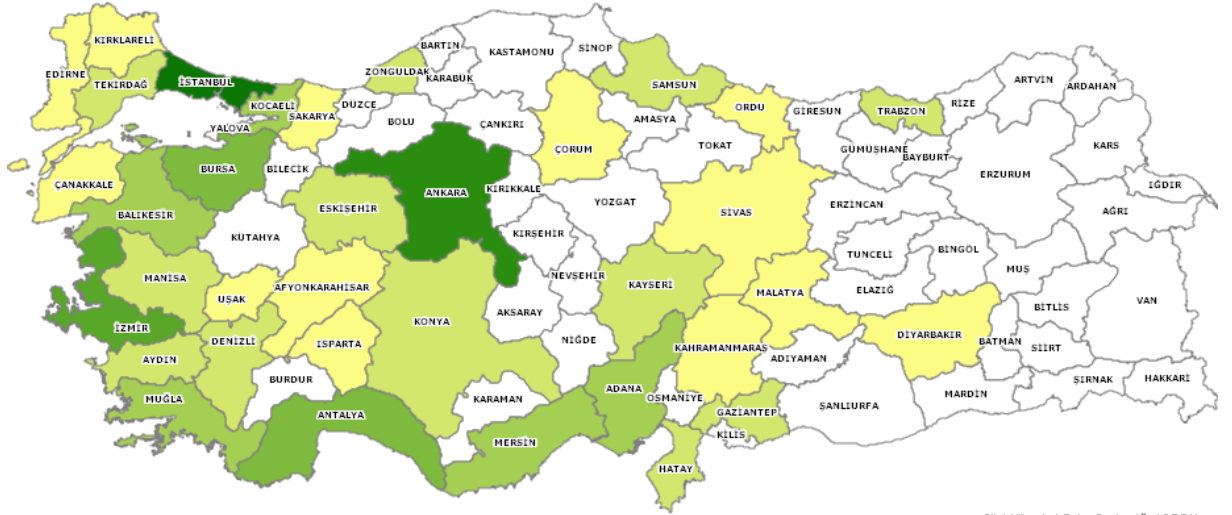 KIRKLARELİ
EDİRNE
TEKİRDAĞ
İSTANBUL
KOCAELİ
YALOVA
SAKARYA
DÜZCE
BOLU
ZONGULDAK
BARTIN
KARABÜK
KASTAMONU
SİNOP
ÇANKIRI
ÇORUM
SAMSUN
AMASYA
ORDU
TOKAT
GİRESUN
GÜMÜŞHANE
TRABZON
BAYBURT
RİZE
ARTVİN
ARDAHAN
KARS
IĞDIR
AĞRI
ERZURUM
ERZİNCAN
ÇANAKKALE
BALIKESİR
BURSA
BİLECİK
ESKİŞEHİR
KÜTAHYA
ANKARA
KIRIKKALE
KIRŞEHİR
YOZGAT
SİVAS
NEVŞEHİR
KAYSERİ
MALATYA
TUNCELİ
BİNGÖL
ELAZIĞ
MUŞ
BİTLİS
VAN
MANİSA
İZMİR
UŞAK
AFYONKARAHİSAR
AYDIN
DENİZLİ
ISPARTA
BURDUR
MUĞLA
ANTALYA
KONYA
AKSARAY
NİĞDE
KARAMAN
MERSİN
ADANA
OSMANİYE
KAHRAMANMARAŞ
ADIYAMAN
GAZİANTEP
KİLİS
HATAY
ŞANLIURFA
DİYARBAKIR
BATMAN
SİİRT
MARDİN
ŞIRNAK
HAKKARİ